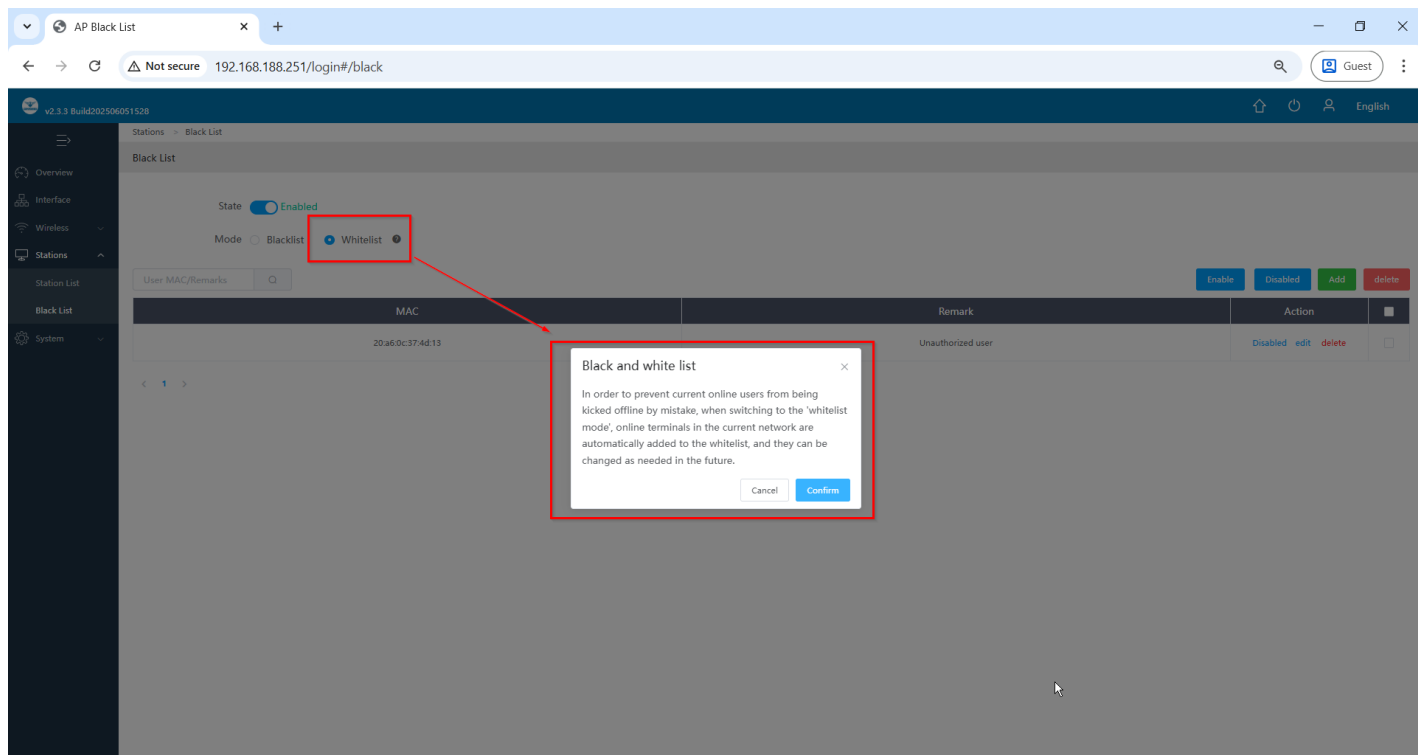 AP Black List
Not secure 192.168.188.251/login#/black
Guest
v2.3.3 Build202506051528
English
Stations > Black List
Black List
Overview
Interface
Wireless
Stations
Station List
Black List
System
State Enabled
Mode Blacklist Whitelist
User MAC/Remarks
Enable Disabled Add delete
MAC Remark Action
20:a6:0c:37:4d:13 Unauthorized user Disabled edit delete
< 1 >
Black and white list
In order to prevent current online users from being
kicked offline by mistake, when switching to the 'whitelist
mode', online terminals in the current network are
automatically added to the whitelist, and they can be
changed as needed in the future.
Cancel Confirm